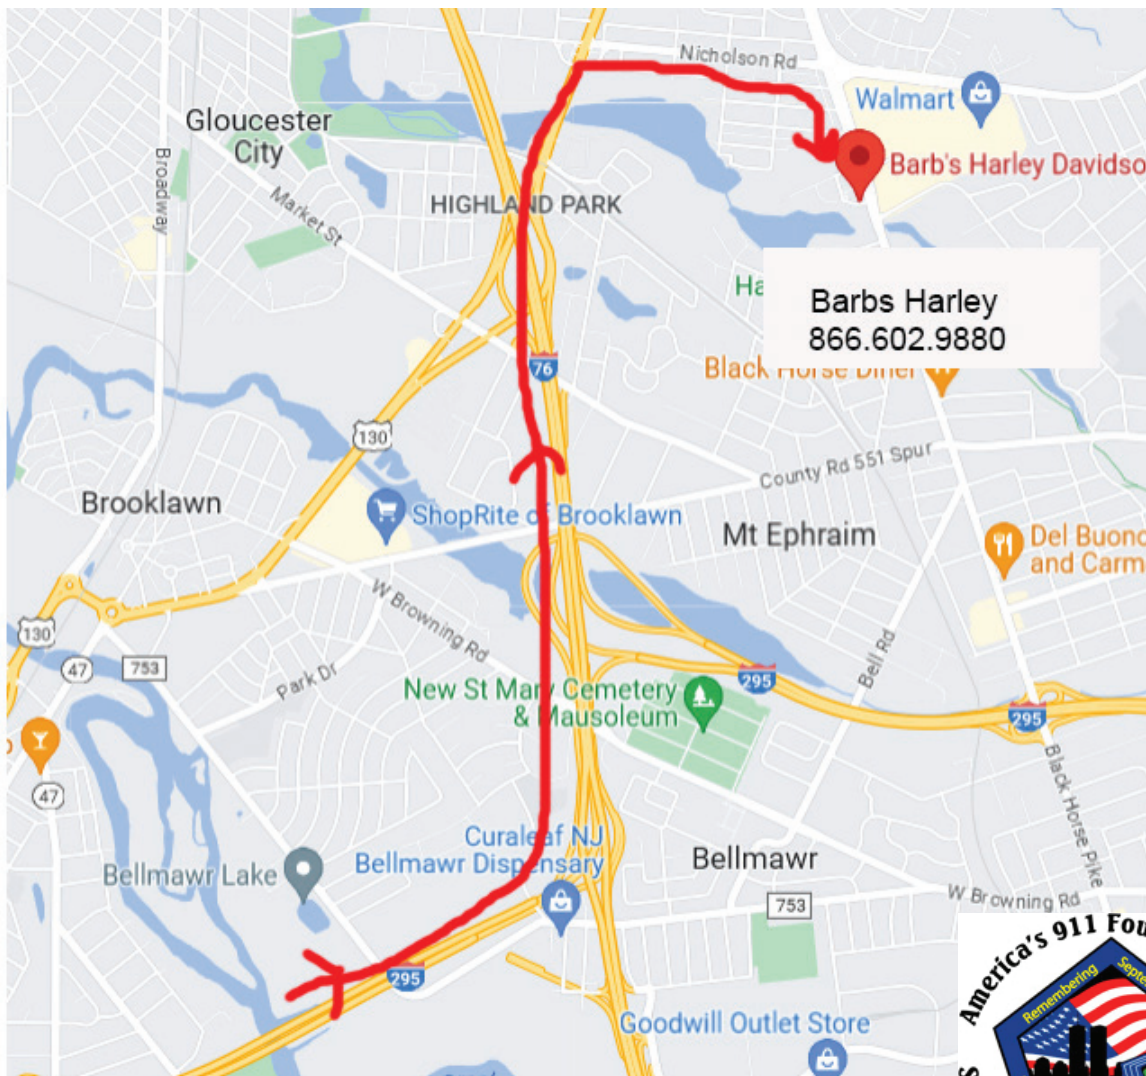 Nicholson Rd
Walmart
Gloucester
City
Broadway
Barb's Harley Davidso
Market St
HIGHLAND PARK
Ha
Barbs Harley
866.602.9880
76
Black Horse Diner
130
County Rd 551 Spur
Brooklawn
ShopRite of Brooklawn
Mt Ephraim
Del Buono
and Carm
W Browning Rd
130
47
753
Park Dr
Bell Rd
New St Mary Cemetery
& Mausoleum
295
295
47
Black Horse Pike
Curaleaf NJ
Bellmawr Dispensary
Bellmawr
Bellmawr Lake
W Browning Rd
753
295
America's 911 Fou
Remembering
Septe
Goodwill Outlet Store